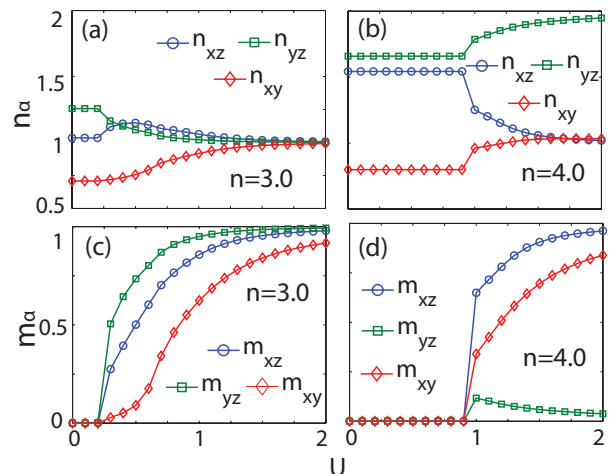 (a) n_xz n_yz
n_xy
n=3.0
(b)
n_xz n_yz
n_xy
n=4.0
2
1.5
1
0.5
n_α
(c)
n=3.0
m_xz
m_yz m_xy
(d)
m_xz
m_yz
m_xy
n=4.0
1
0.5
0
m_α
0 1.0 2 0 1.0 2
U